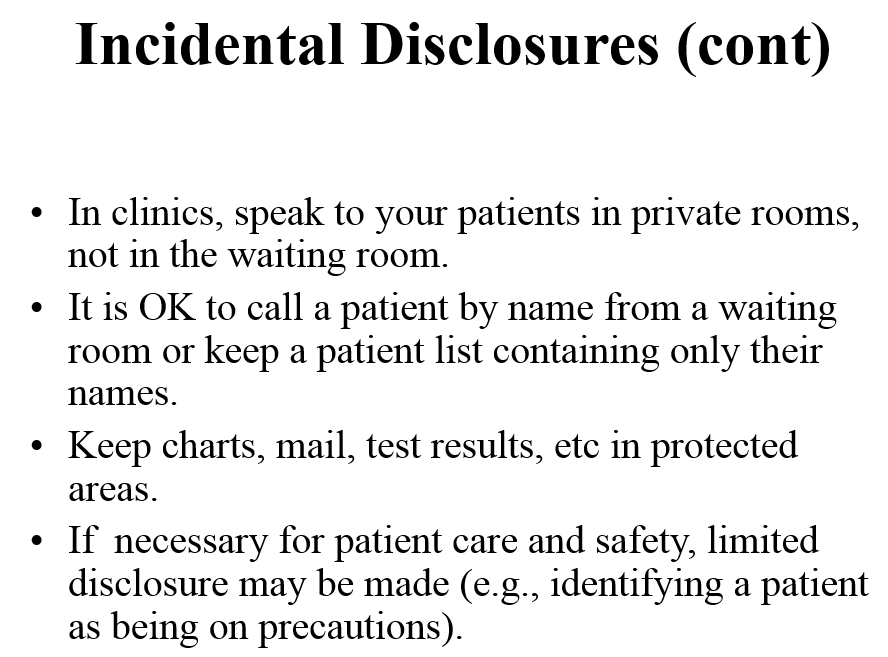 Incidental Disclosures (cont)
• In clinics, speak to your patients in private rooms,
not in the waiting room.
• It is OK to call a patient by name from a waiting
room or keep a patient list containing only their
names.
• Keep charts, mail, test results, etc in protected
areas.
• If  necessary for patient care and safety, limited
disclosure may be made (e.g., identifying a patient
as being on precautions).